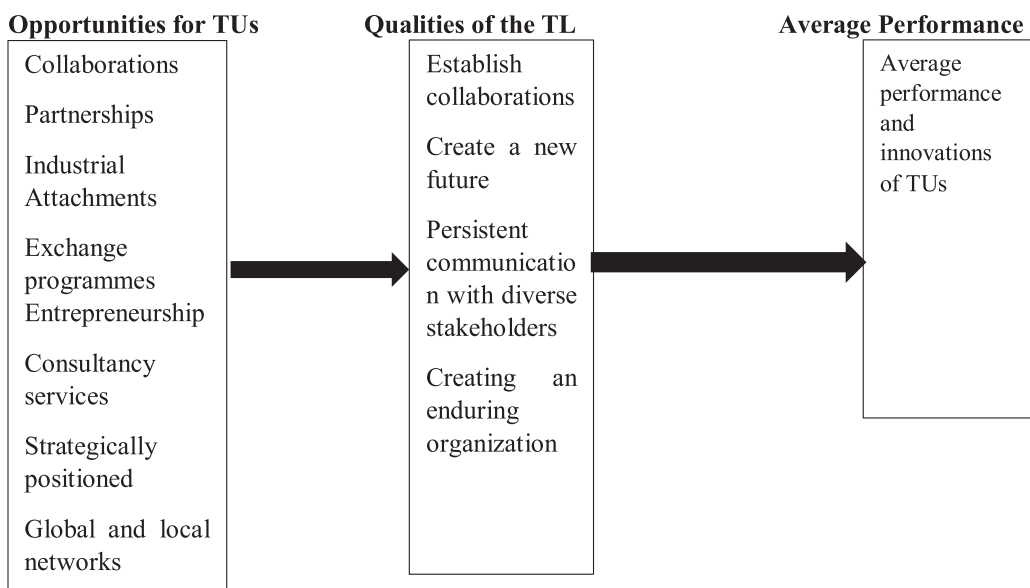 Opportunities for TUs
Collaborations
Partnerships
Industrial
Attachments
Exchange
programmes
Entrepreneurship
Consultancy
services
Strategically
positioned
Global and local
networks
Qualities of the TL
Establish
collaborations
Create a new
future
Persistent
communicatio
n with diverse
stakeholders
Creating an
enduring
organization
Average Performance
Average
performance
and
innovations
of TUs